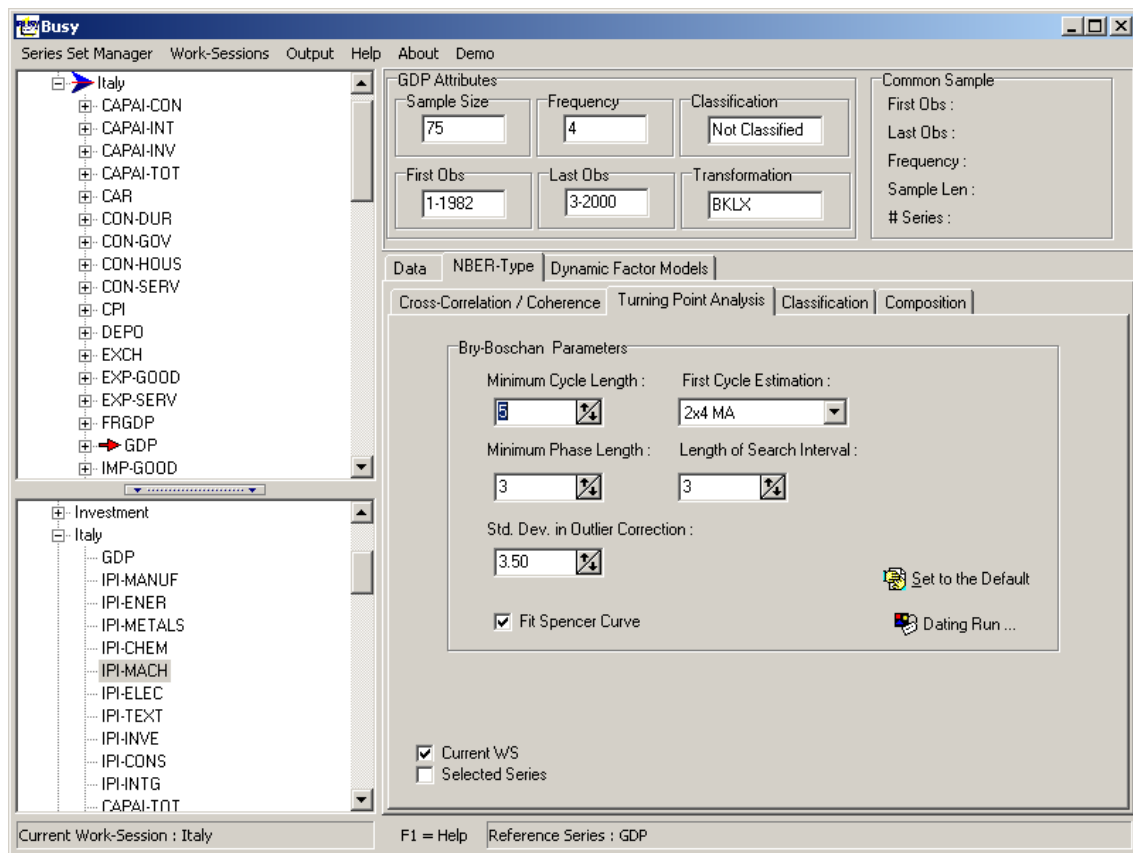 Busy
Series Set Manager Work-Sessions Output Help About Demo
Italy
CAPAI-CON
CAPAI-INT
CAPAI-INV
CAPAI-TOT
CAR
CON-DUR
CON-GOV
CON-HOUS
CON-SERV
CPI
DEPO
EXCH
EXP-GOOD
EXP-SERV
FRGDP
GDP
IMP-GOOD
Investment
Italy
GDP
IPI-MANUF
IPI-ENER
IPI-METALS
IPI-CHEM
IPI-MACH
IPI-ELEC
IPI-TEXT
IPI-INVE
IPI-CONS
IPI-INTG
CAPAI-TOT
GDP Attributes
Sample Size
75
Frequency
4
Classification
Not Classified
First Obs
1-1982
Last Obs
3-2000
Transformation
BKLX
Common Sample
First Obs :
Last Obs :
Frequency :
Sample Len :
# Series :
Data NBER-Type Dynamic Factor Models
Cross-Correlation / Coherence Turning Point Analysis Classification Composition
Bry-Boschan Parameters
Minimum Cycle Length : First Cycle Estimation :
5 2x4 MA
Minimum Phase Length : Length of Search Interval :
3 3
Std. Dev. in Outlier Correction :
3.50
Set to the Default
Fit Spencer Curve
Dating Run ...
Current WS
Selected Series
Current Work-Session : Italy F1 = Help Reference Series : GDP